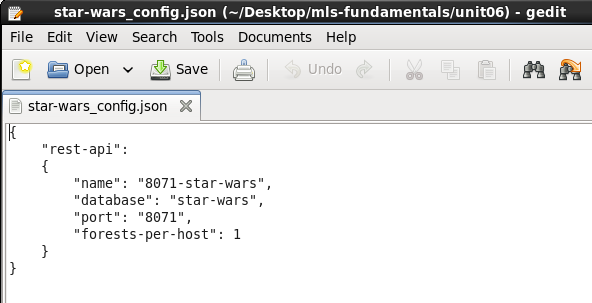 star-wars_config.json (~/Desktop/mls-fundamentals/unit06) - gedit
File Edit View Search Tools Documents Help
Open Save Undo
star-wars_config.json
{
    "rest-api":
    {
        "name": "8071-star-wars",
        "database": "star-wars",
        "port": "8071",
        "forests-per-host": 1
    }
}